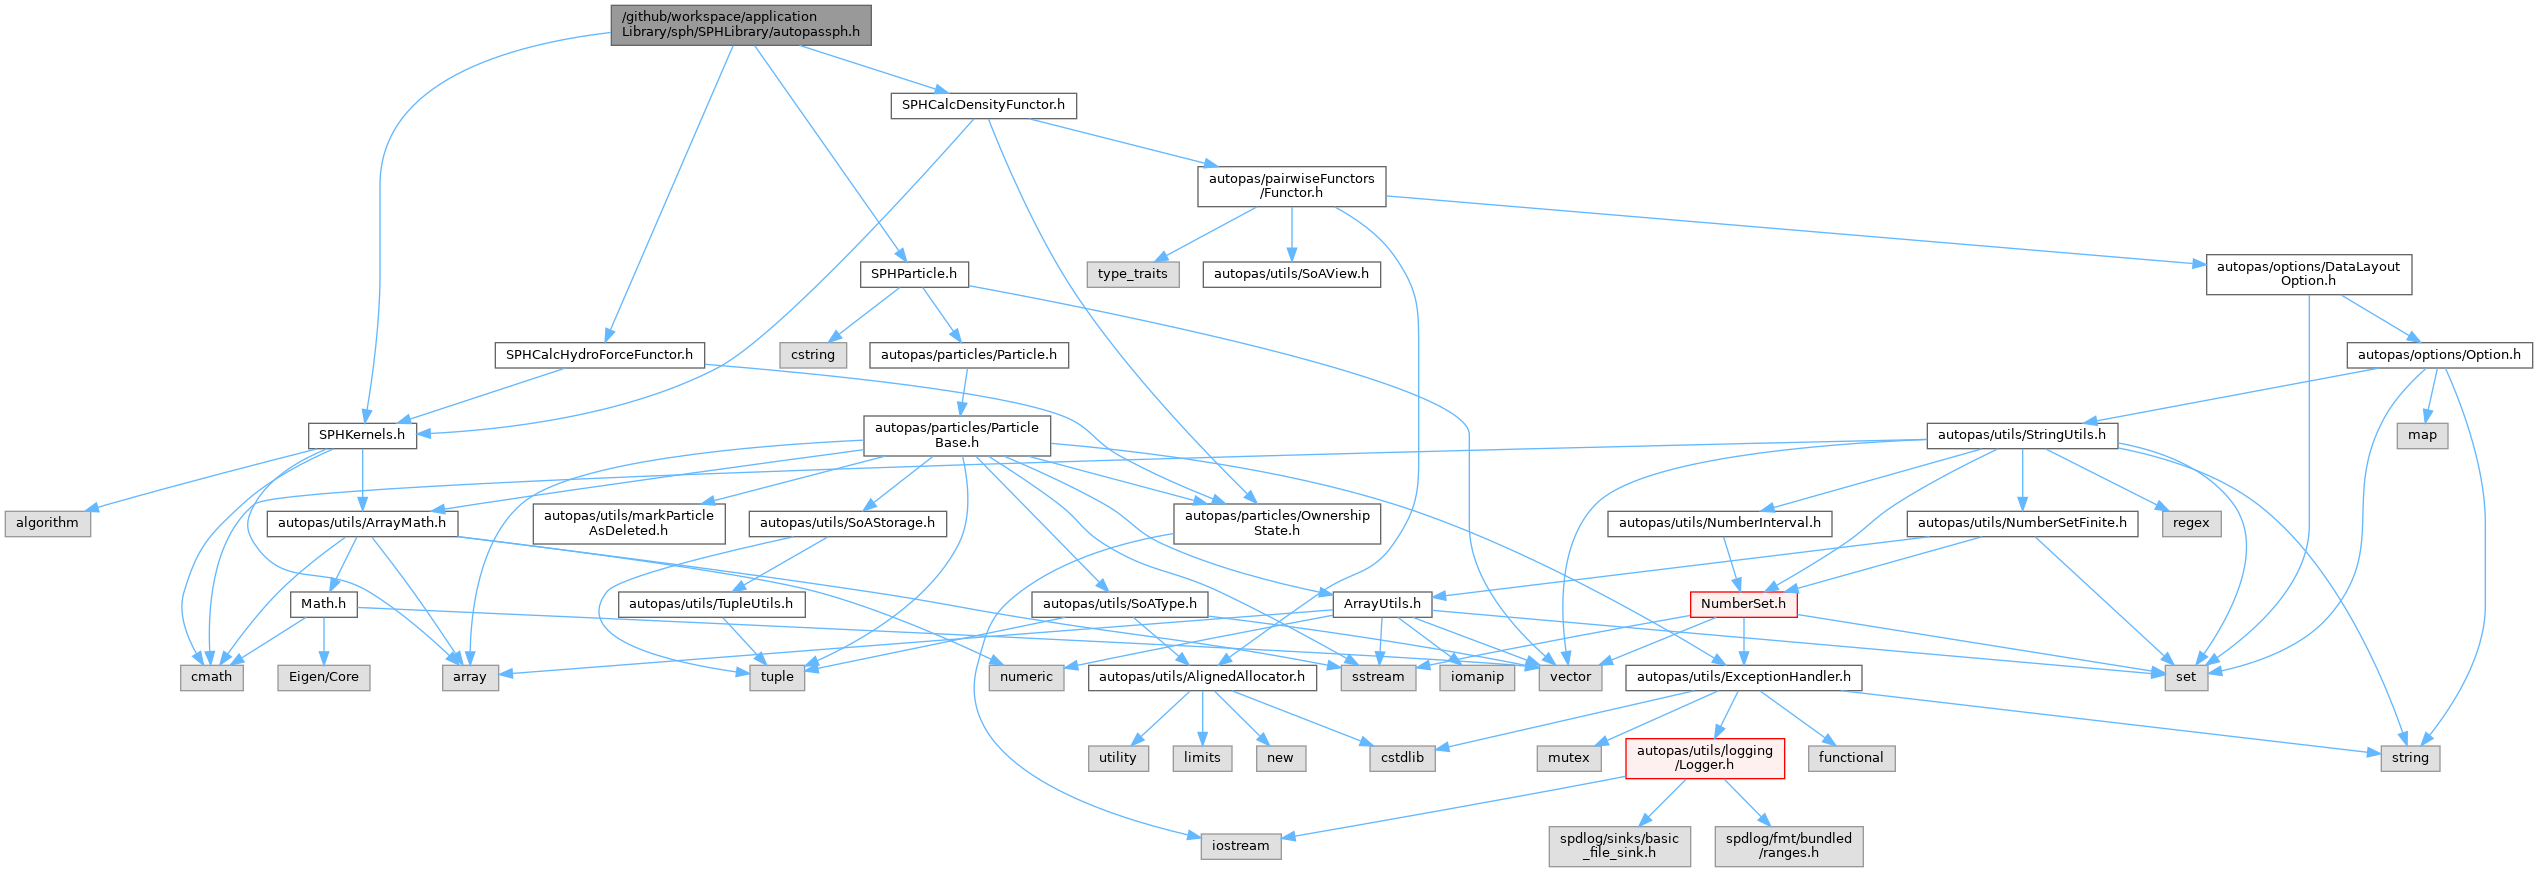 /github/workspace/application
Library/sph/SPHLibrary/autopassph.h
SPHCalcDensityFunctor.h
autopas/pairwiseFunctors
/Functor.h
SPHParticle.h
type_traits
autopas/utils/SoAView.h
autopas/options/DataLayout
Option.h
SPHCalcHydroForceFunctor.h
cstring
autopas/particles/Particle.h
autopas/options/Option.h
SPHKernels.h
autopas/particles/Particle
Base.h
autopas/utils/StringUtils.h
map
algorithm
autopas/utils/ArrayMath.h
autopas/utils/markParticle
AsDeleted.h
autopas/utils/SoAStorage.h
autopas/particles/Ownership
State.h
autopas/utils/NumberInterval.h
autopas/utils/NumberSetFinite.h
regex
Math.h
autopas/utils/TupleUtils.h
autopas/utils/SoAType.h
ArrayUtils.h
NumberSet.h
cmath
Eigen/Core
array
tuple
numeric
autopas/utils/AlignedAllocator.h
sstream
iomanip
vector
autopas/utils/ExceptionHandler.h
set
utility
limits
new
cstdlib
mutex
autopas/utils/logging
/Logger.h
functional
string
iostream
spdlog/sinks/basic
_file_sink.h
spdlog/fmt/bundled
/ranges.h